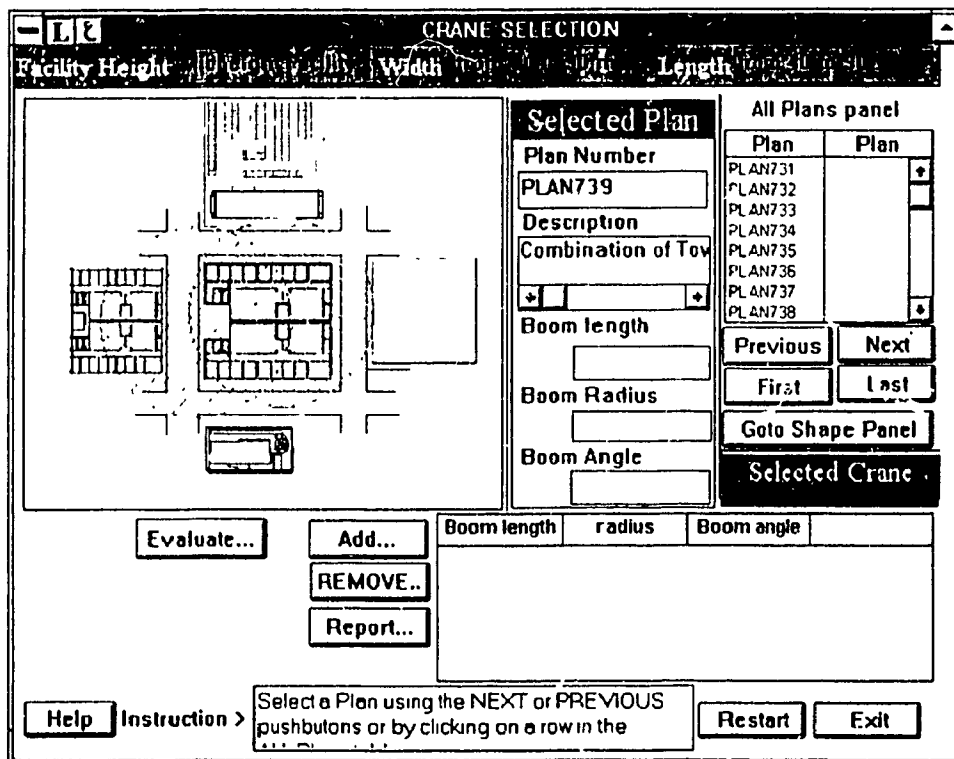 CRANE SELECTION
Facility Height Width Length
Selected Plan
Plan Number
PLAN739
Description
Combination of Tow
Boom length
Boom Radius
Boom Angle
All Plans panel
Plan Plan
PLAN731
PLAN732
PLAN733
PLAN734
PLAN735
PLAN736
PLAN737
PLAN738
Previous Next
First Last
Goto Shape Panel
Selected Crane
Evaluate...
Add...
REMOVE..
Report...
Boom length radius Boom angle
Help Instruction >
Select a Plan using the NEXT or PREVIOUS
pushbutons or by clicking on a row in the
Restart Exit